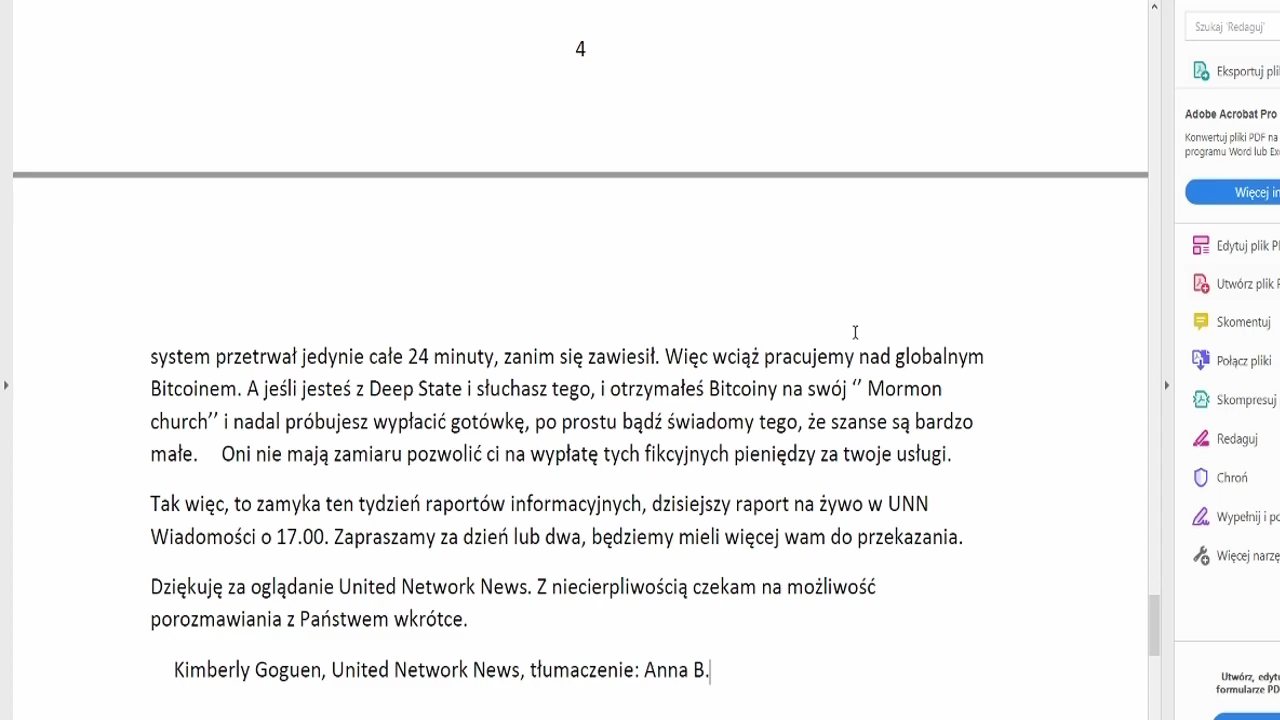 4
system przetrwał jedynie całe 24 minuty, zanim się zawiesił. Więc wciąż pracujemy nad globalnym
Bitcoinem. A jeśli jesteś z Deep State i słuchasz tego, i otrzymałeś Bitcoiny na swój ‘’ Mormon
church’’ i nadal próbujesz wypłacić gotówkę, po prostu bądź świadomy tego, że szanse są bardzo
małe. Oni nie mają zamiaru pozwolić ci na wypłatę tych fikcyjnych pieniędzy za twoje usługi.
Tak więc, to zamyka ten tydzień raportów informacyjnych, dzisiejszy raport na żywo w UNN
Wiadomości o 17.00. Zapraszamy za dzień lub dwa, będziemy mieli więcej wam do przekazania.
Dziękuję za oglądanie United Network News. Z niecierpliwością czekam na możliwość
porozmawiania z Państwem wkrótce.
Kimberly Goguen, United Network News, tłumaczenie: Anna B.
Szukaj 'Redaguj'
Eksportuj pli
Adobe Acrobat Pro
Konwertuj pliki PDF na
programu Word lub Exc
Więcej in
Edytuj plik P
Utwórz plik P
Skomentuj
Połącz pliki
Skompresuj
Redaguj
Chroń
Wypełnij i po
Więcej narzę
Utwórz, edytu
formularze PD